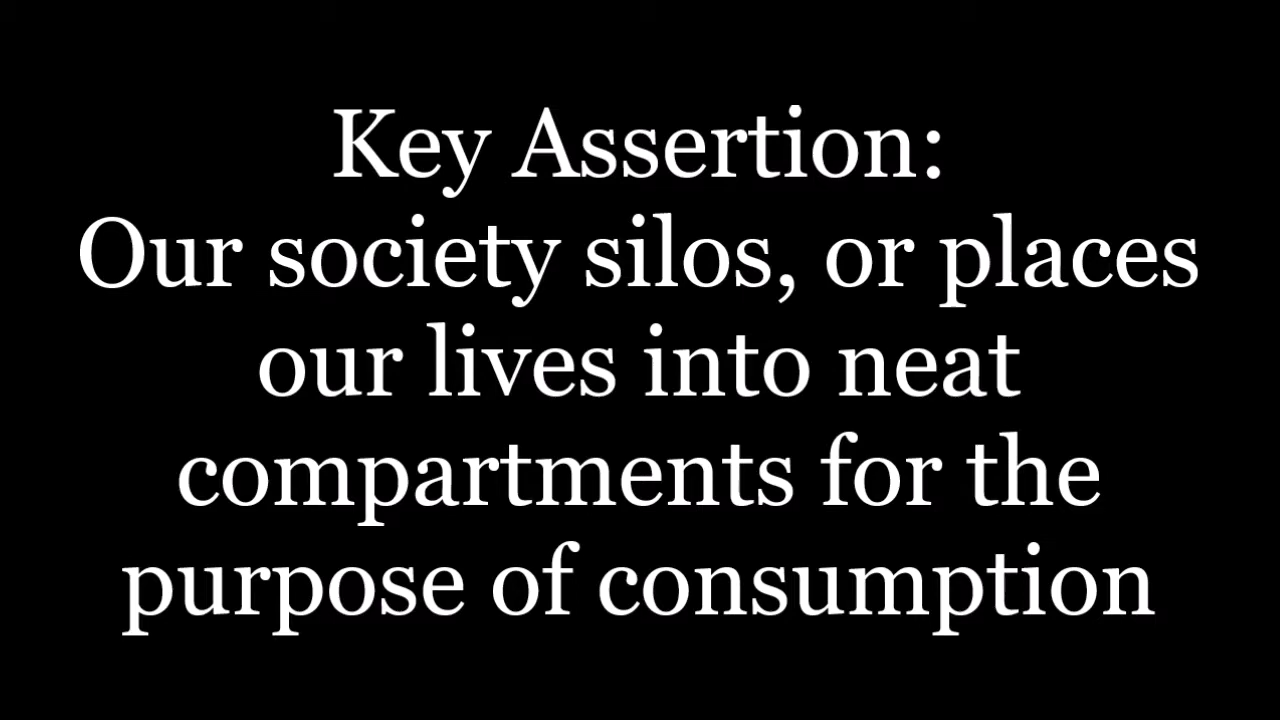 Key Assertion:
Our society silos, or places
our lives into neat
compartments for the
purpose of consumption